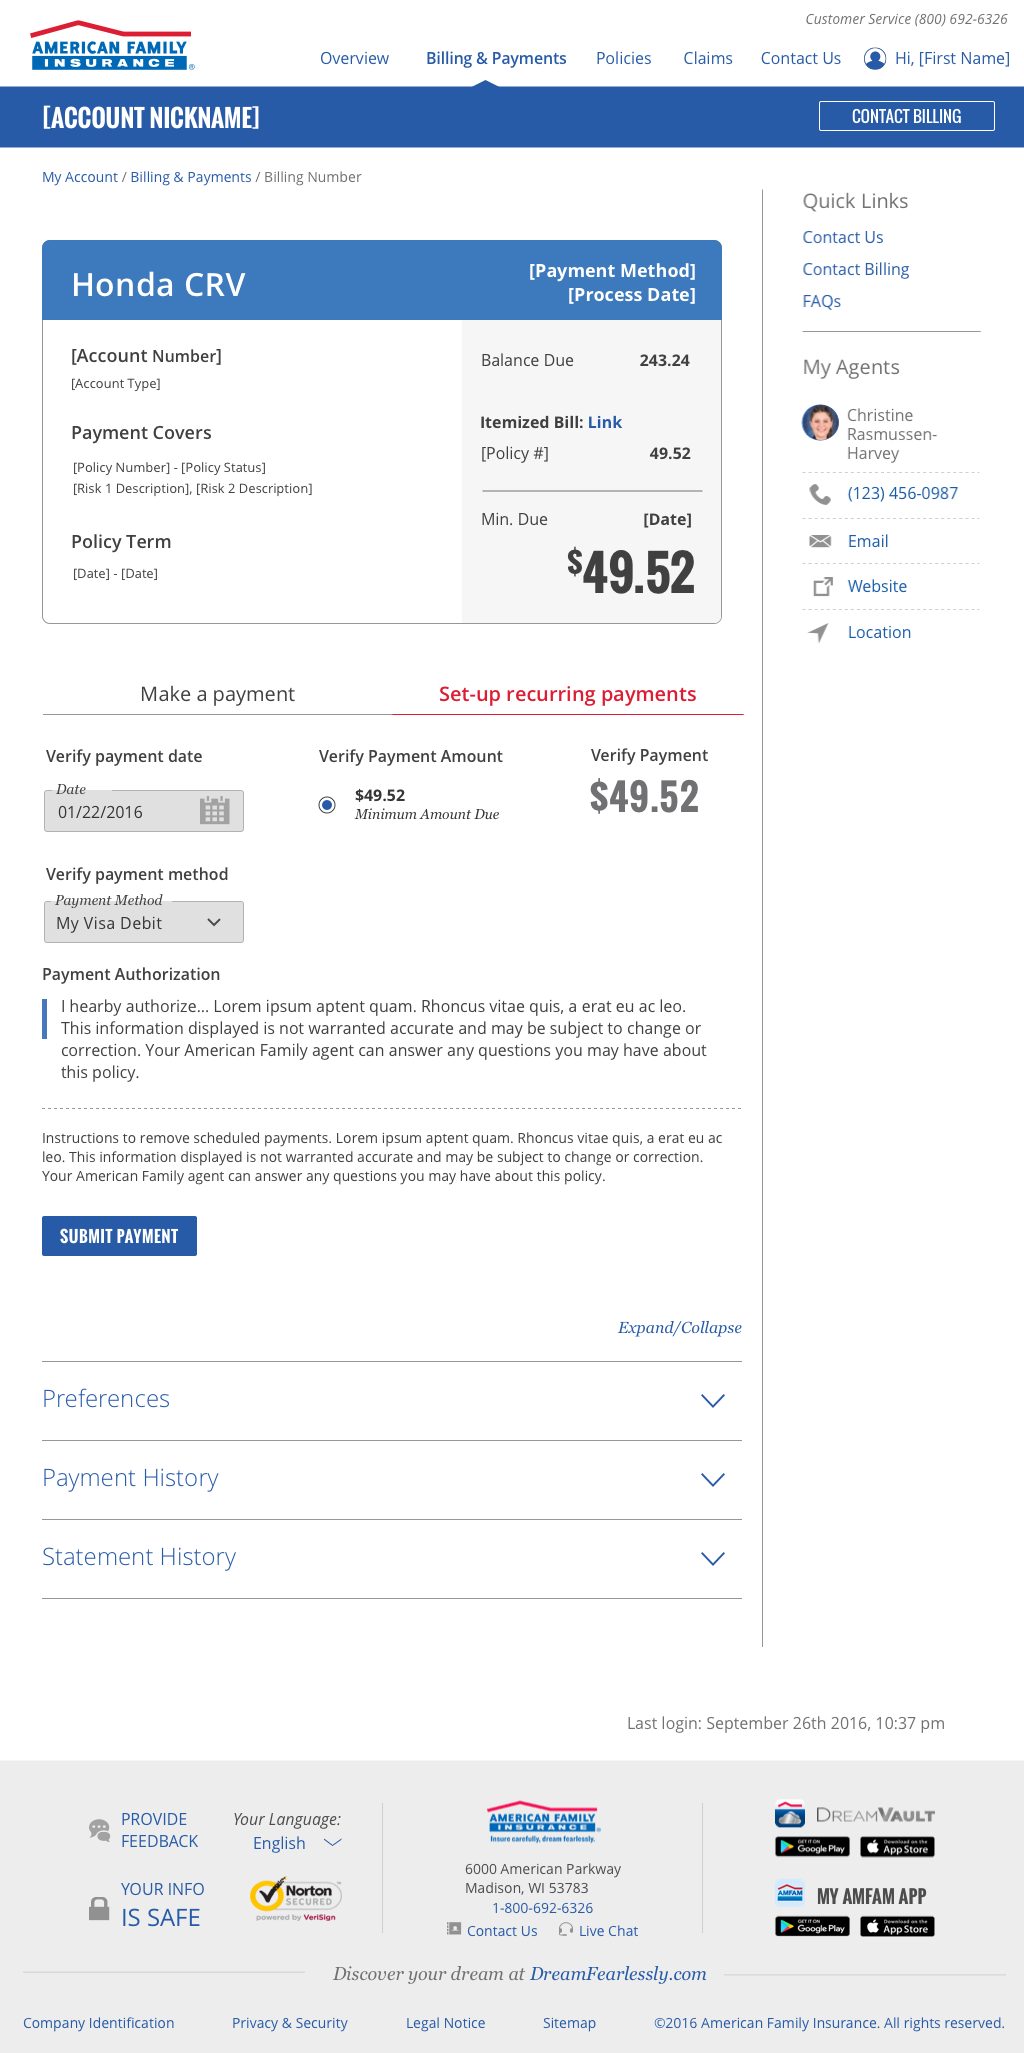 Customer Service (800) 692-6326
AMERICAN FAMILY
INSURANCE ®
Overview Billing & Payments Policies Claims Contact Us Hi, [First Name]
[ACCOUNT NICKNAME] CONTACT BILLING
My Account / Billing & Payments / Billing Number
Honda CRV
[Payment Method]
[Process Date]
[Account Number]
[Account Type]
Payment Covers
[Policy Number] - [Policy Status]
[Risk 1 Description], [Risk 2 Description]
Policy Term
[Date] - [Date]
Balance Due 243.24
Itemized Bill: Link
[Policy #] 49.52
Min. Due [Date]
$49.52
Quick Links
Contact Us
Contact Billing
FAQs
My Agents
Christine
Rasmussen-
Harvey
(123) 456-0987
Email
Website
Location
Make a payment Set-up recurring payments
Verify payment date
Date
01/22/2016
Verify Payment Amount
$49.52
Minimum Amount Due
Verify Payment
$49.52
Verify payment method
Payment Method
My Visa Debit
Payment Authorization
I hearby authorize... Lorem ipsum aptent quam. Rhoncus vitae quis, a erat eu ac leo.
This information displayed is not warranted accurate and may be subject to change or
correction. Your American Family agent can answer any questions you may have about
this policy.
Instructions to remove scheduled payments. Lorem ipsum aptent quam. Rhoncus vitae quis, a erat eu ac
leo. This information displayed is not warranted accurate and may be subject to change or correction.
Your American Family agent can answer any questions you may have about this policy.
SUBMIT PAYMENT
Expand/Collapse
Preferences
Payment History
Statement History
Last login: September 26th 2016, 10:37 pm
PROVIDE
FEEDBACK
Your Language:
English
YOUR INFO
IS SAFE
Norton
SECURED
powered by VeriSign
AMERICAN FAMILY
INSURANCE ®
Insure carefully, dream fearlessly.
6000 American Parkway
Madison, WI 53783
1-800-692-6326
Contact Us Live Chat
DREAMVAULT
GET IT ON
Google Play
Download on the
App Store
AMFAM
MY AMFAM APP
GET IT ON
Google Play
Download on the
App Store
Discover your dream at DreamFearlessly.com
Company Identification Privacy & Security Legal Notice Sitemap ©2016 American Family Insurance. All rights reserved.